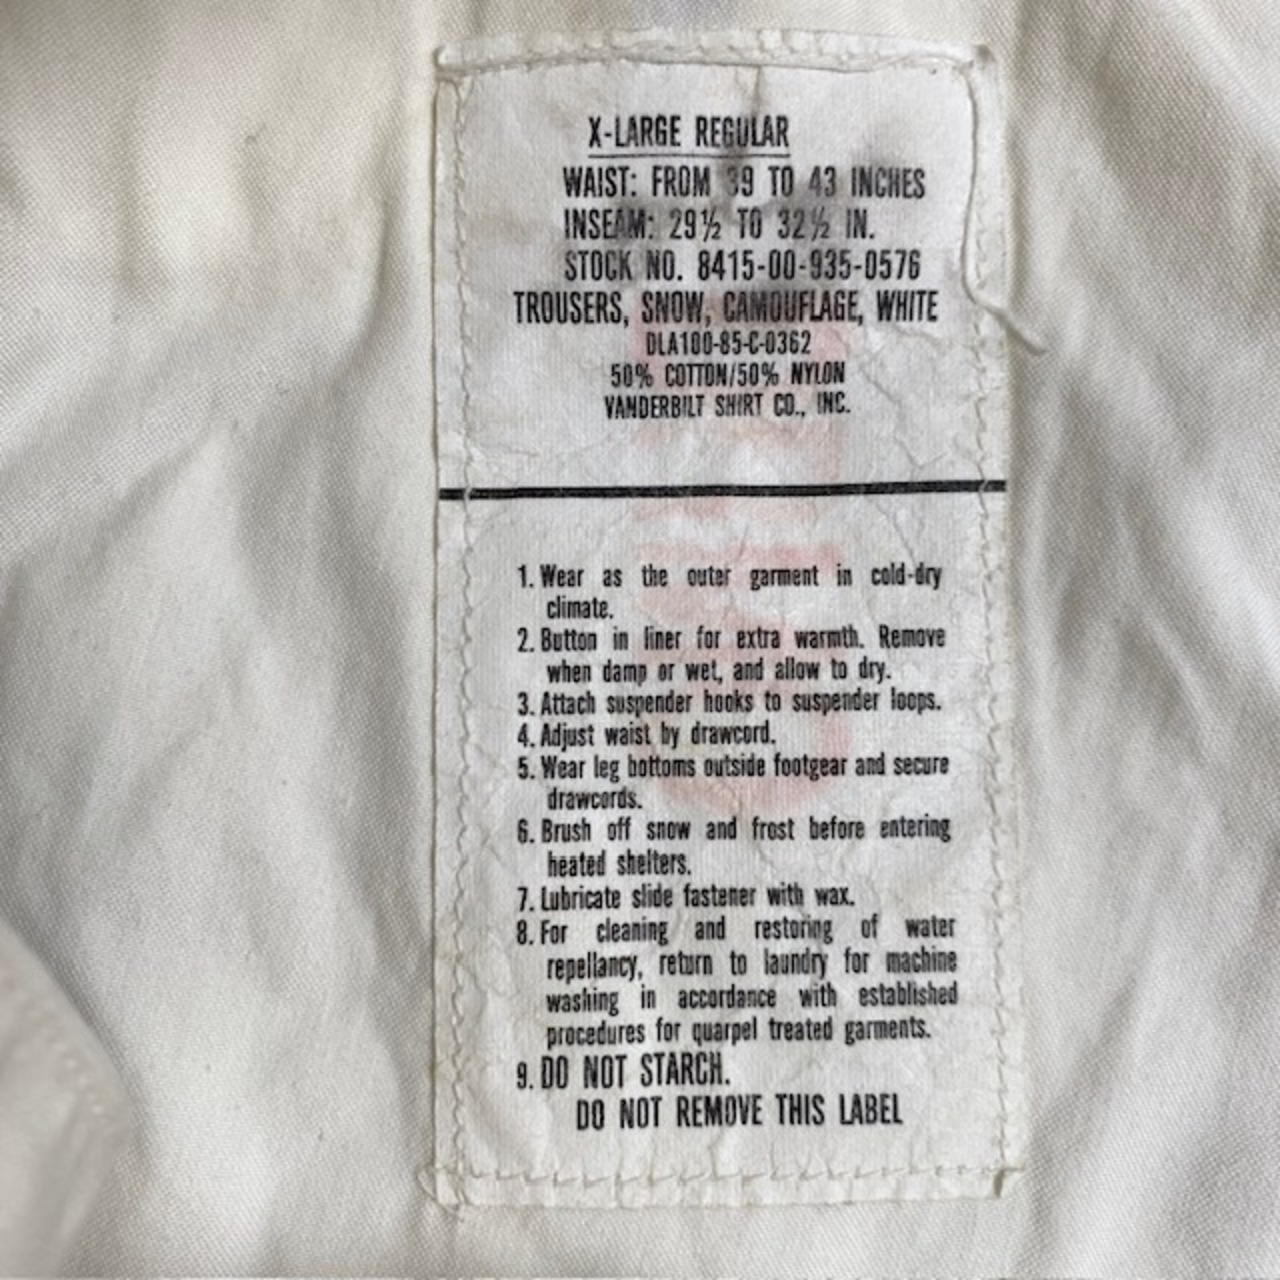 X-LARGE REGULAR
WAIST: FROM 39 TO 43 INCHES
INSEAM: 29½ TO 32½ IN.
STOCK NO. 8415-00-935-0576
TROUSERS, SNOW, CAMOUFLAGE, WHITE
DLA100-85-C-0362
50% COTTON/50% NYLON
VANDERBILT SHIRT CO., INC.
1. Wear as the outer garment in cold-dry
climate.
2. Button in liner for extra warmth. Remove
when damp or wet, and allow to dry.
3. Attach suspender hooks to suspender loops.
4. Adjust waist by drawcord.
5. Wear leg bottoms outside footgear and secure
drawcords.
6. Brush off snow and frost before entering
heated shelters.
7. Lubricate slide fastener with wax.
8. For cleaning and restoring of water
repellancy, return to laundry for machine
washing in accordance with established
procedures for quarpel treated garments.
9. DO NOT STARCH.
DO NOT REMOVE THIS LABEL